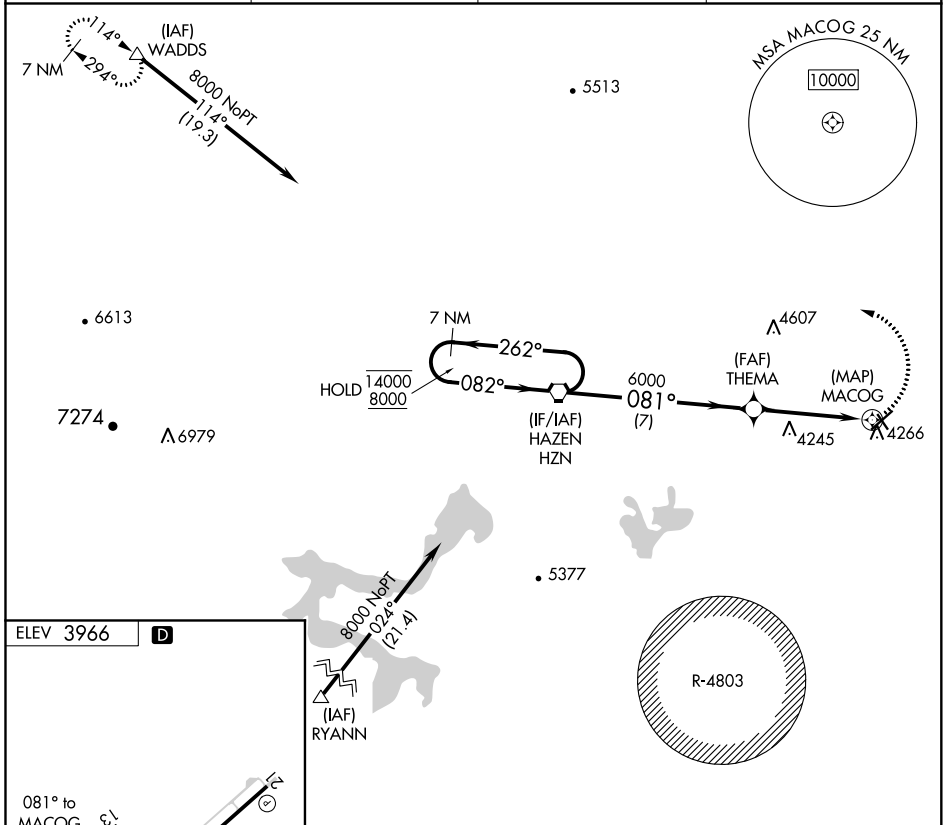 114°
(IAF)
WADDS
7 NM
294°
8000 NoPT
114°
(19.3)
5513
MSA MACOG 25 NM
10000
6613
7274
6979
7 NM
262°
HOLD 14000
8000
082°
(IF/IAF)
HAZEN
HZN
6000
081°
(7)
4607
(FAF)
THEMA
(MAP)
MACOG
4245
4266
5377
8000 NoPT
024°
(21.4)
(IAF)
RYANN
R-4803
ELEV 3966 D
21
P
081° to
MACOG
13